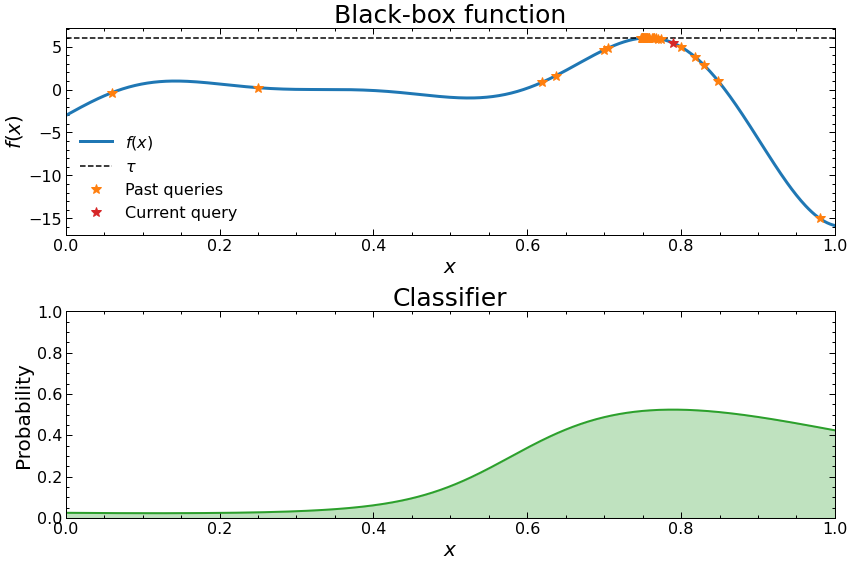 Black-box function
5
0
−5
−10
−15
f(x)
f(x)
τ
Past queries
Current query
0.0 0.2 0.4 0.6 0.8 1.0
x
Classifier
1.0
0.8
0.6
0.4
0.2
0.0
Probability
0.0 0.2 0.4 0.6 0.8 1.0
x